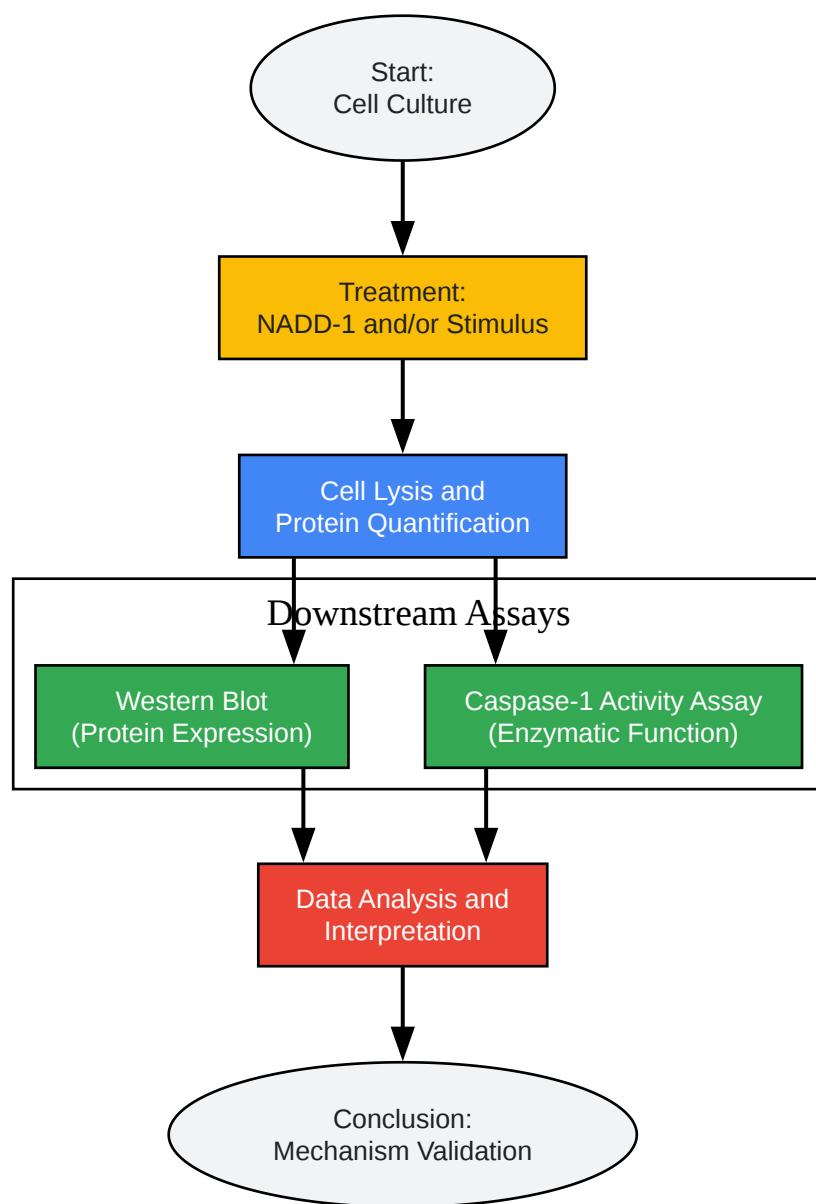 Start:
Cell Culture
Treatment:
NADD-1 and/or Stimulus
Cell Lysis and
Protein Quantification
Downstream Assays
Western Blot
(Protein Expression)
Caspase-1 Activity Assay
(Enzymatic Function)
Data Analysis and
Interpretation
Conclusion:
Mechanism Validation